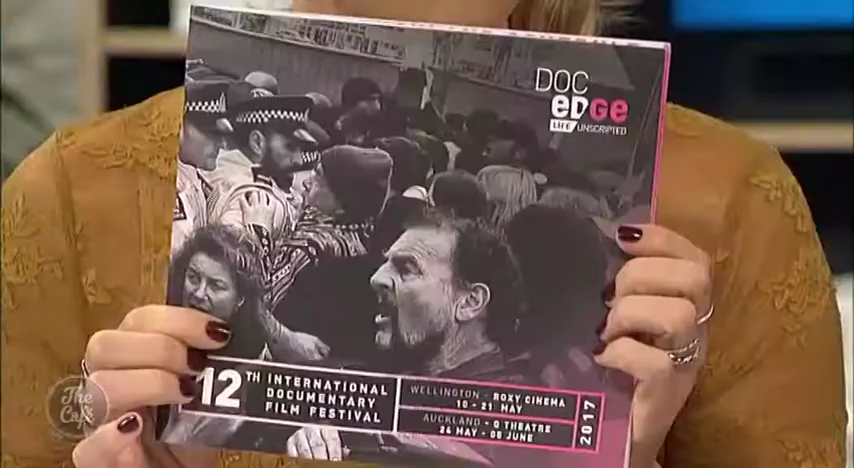 DOC
eDGe
LIFE UNSCRIPTED
12TH INTERNATIONAL
DOCUMENTARY
FILM FESTIVAL
WELLINGTON - ROXY CINEMA
10 - 21 MAY
AUCKLAND - Q THEATRE
24 MAY - 05 JUNE
2017
The
Café